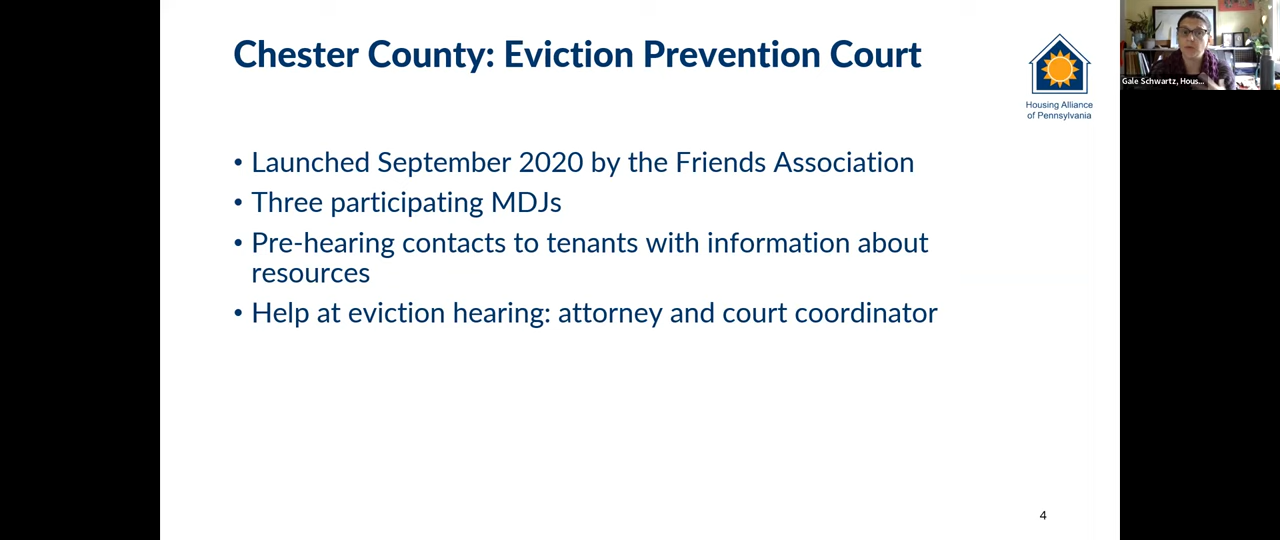 Chester County: Eviction Prevention Court
Housing Alliance
of Pennsylvania
Gale Schwartz, Hous...
• Launched September 2020 by the Friends Association
• Three participating MDJs
• Pre-hearing contacts to tenants with information about
resources
• Help at eviction hearing: attorney and court coordinator
4